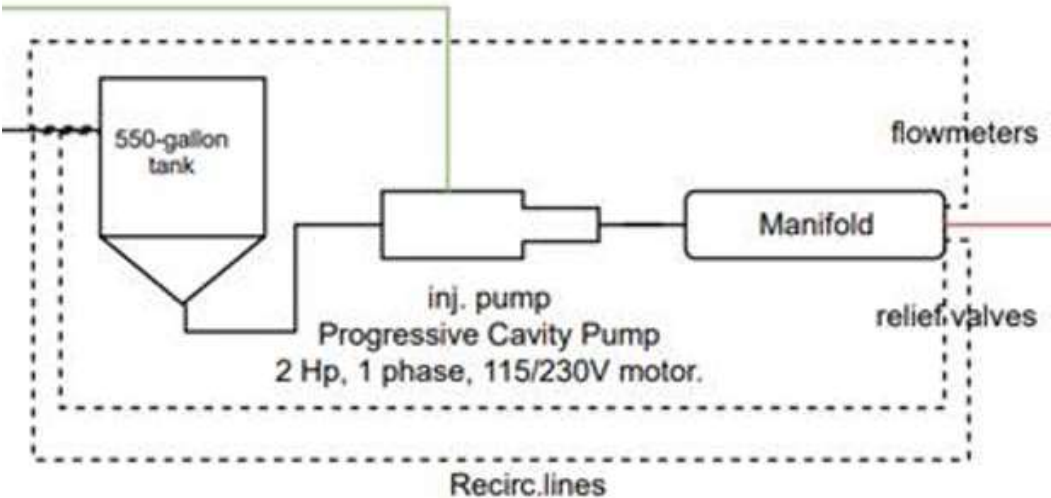 550-gallon
tank
flowmeters
Manifold
inj. pump
Progressive Cavity Pump
2 Hp, 1 phase, 115/230V motor.
relief valves
Recirc.lines